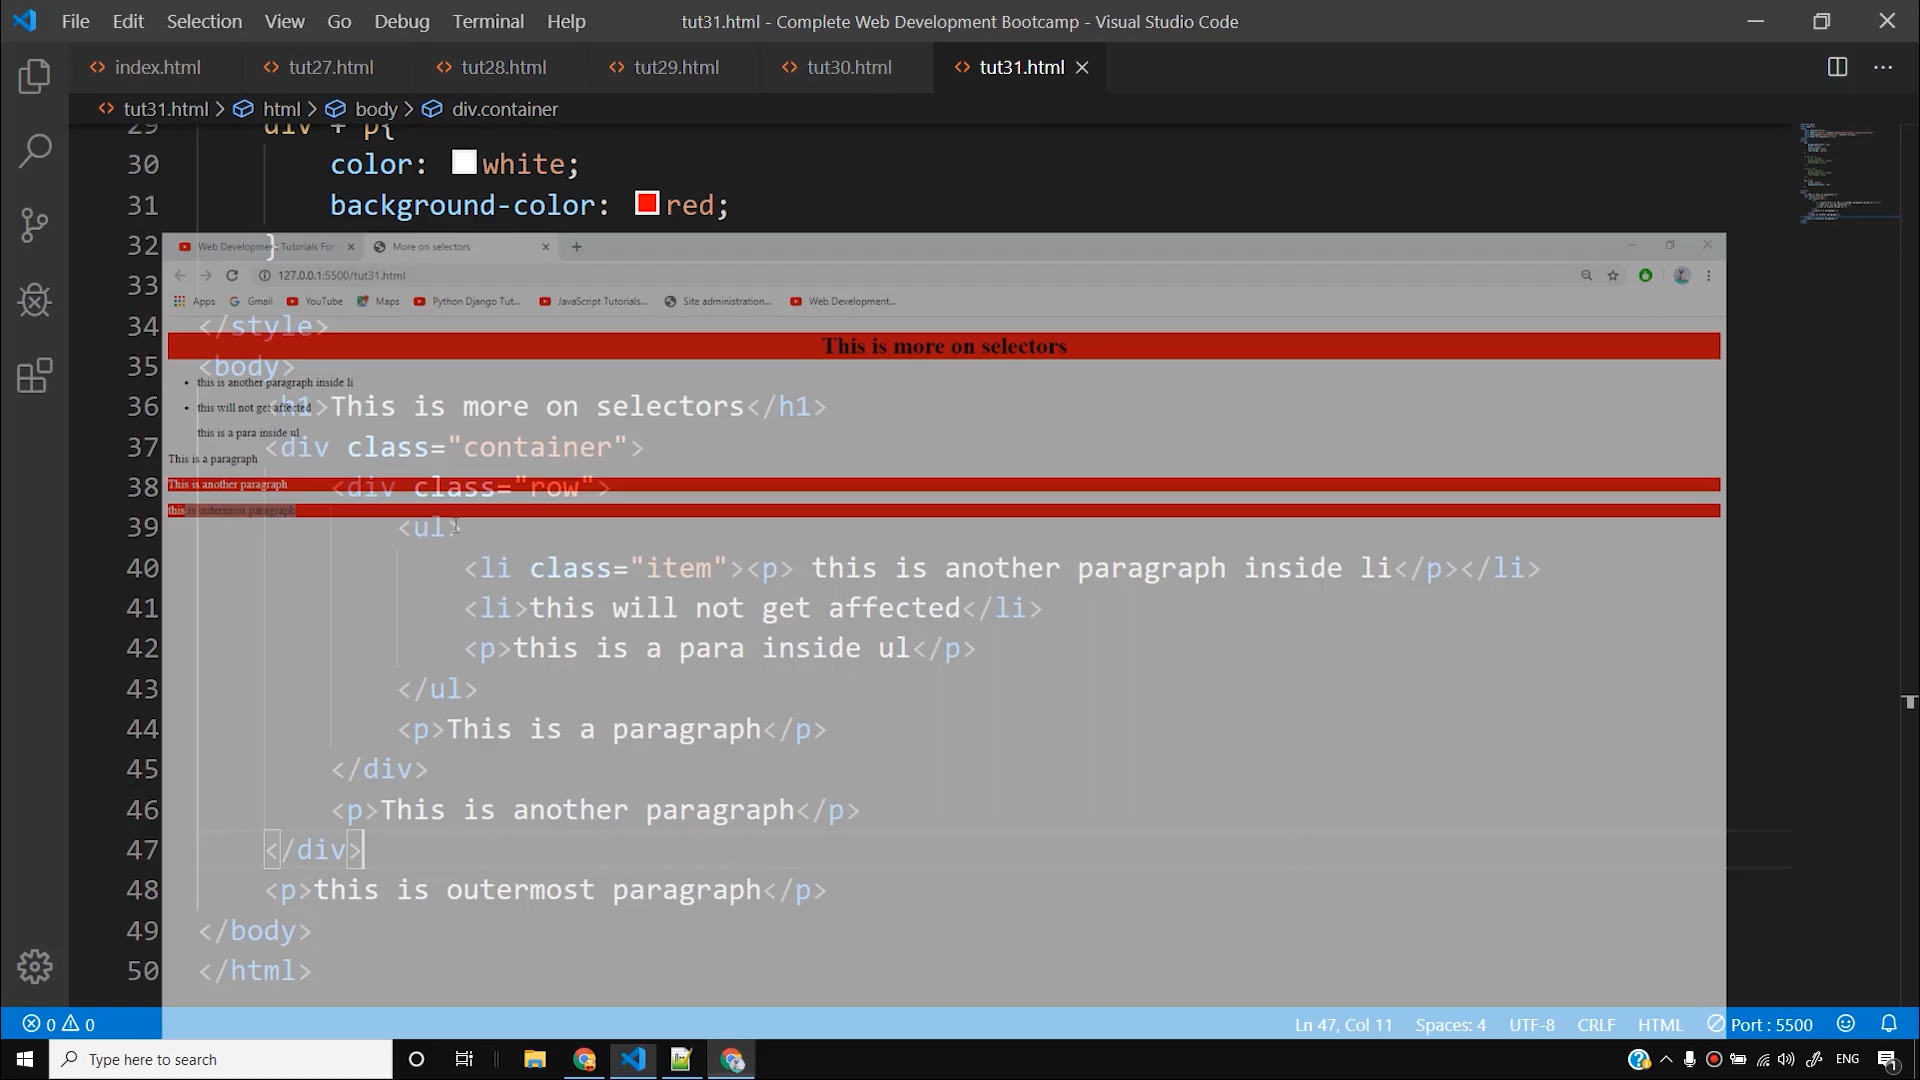 File Edit Selection View Go Debug Terminal Help tut31.html - Complete Web Development Bootcamp - Visual Studio Code
index.html tut27.html tut28.html tut29.html tut30.html tut31.html
tut31.html > html > body > div.container
29 div + p{
30 color: white;
31 background-color: red;
32 }
33
34 </style>
35 <body>
36 <h1>This is more on selectors</h1>
37 <div class="container">
38 <div class="row">
39 <ul>
40 <li class="item"><p> this is another paragraph inside li</p></li>
41 <li>this will not get affected</li>
42 <p>this is a para inside ul</p>
43 </ul>
44 <p>This is a paragraph</p>
45 </div>
46 <p>This is another paragraph</p>
47 </div>
48 <p>this is outermost paragraph</p>
49 </body>
50 </html>
Web Development Tutorials For More on selectors
127.0.0.1:5500/tut31.html
Apps Gmail YouTube Maps Python Django Tut... JavaScript Tutorials... Site administration... Web Development...
This is more on selectors
• this is another paragraph inside li
• this will not get affected
this is a para inside ul
This is a paragraph
This is another paragraph
this is outermost paragraph
0 0 Ln 47, Col 11 Spaces: 4 UTF-8 CRLF HTML Port : 5500
Type here to search ENG 1